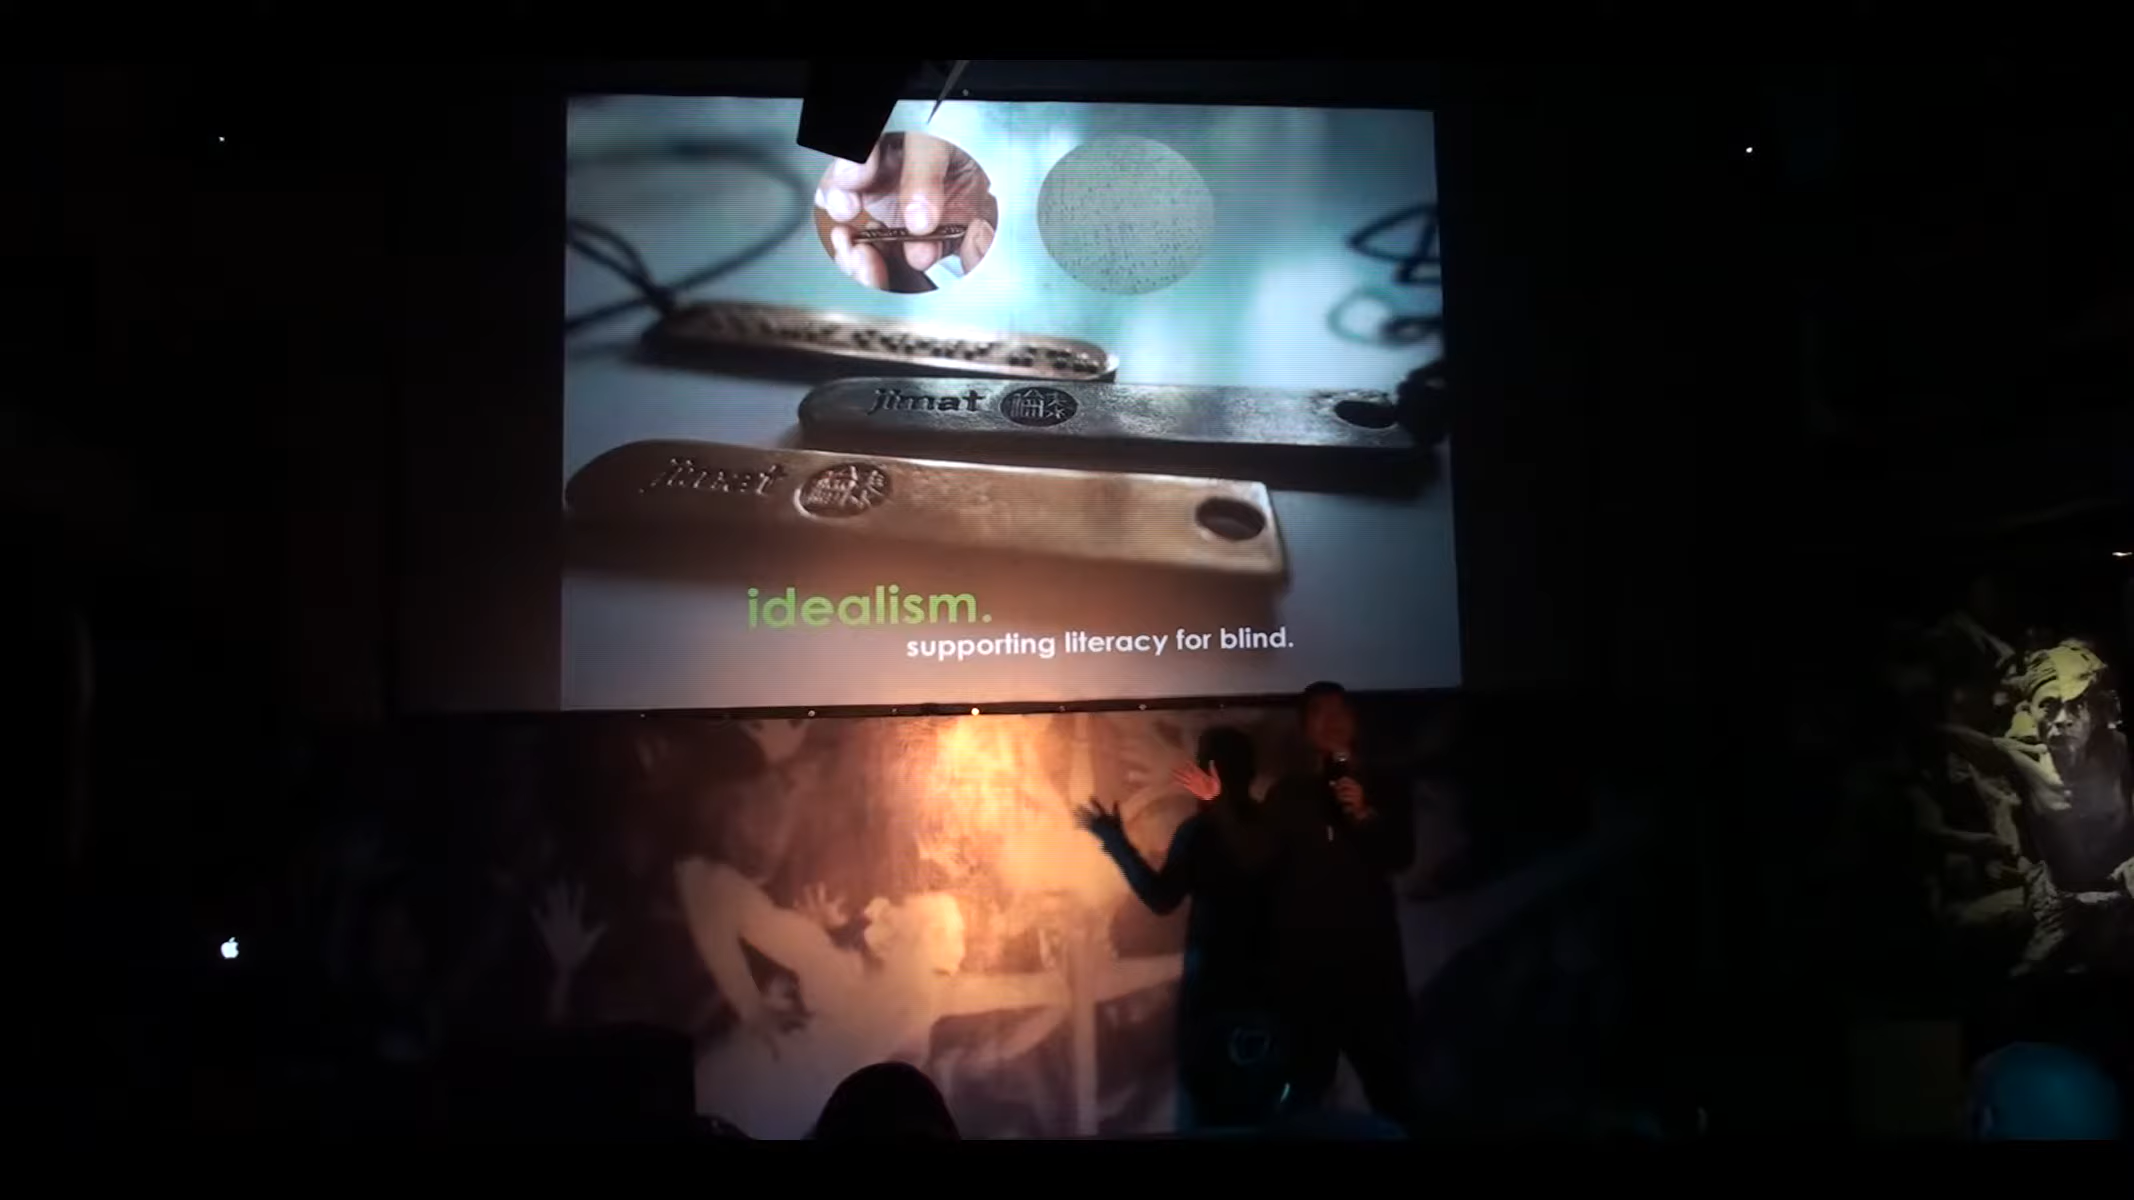 jimat
jimat
idealism.
supporting literacy for blind.